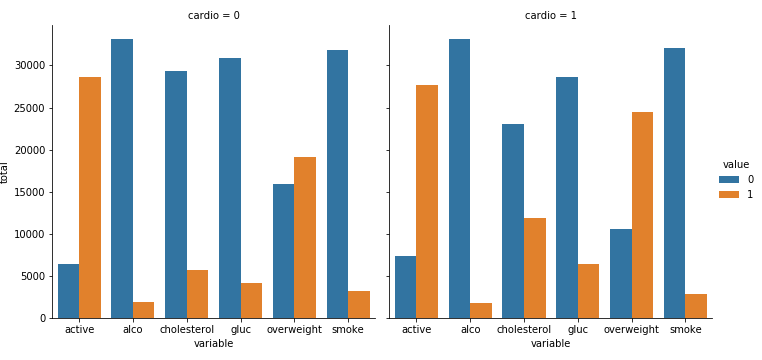 cardio = 0
cardio = 1
total
30000
25000
20000
15000
10000
5000
0
active alco cholesterol gluc overweight smoke
variable
active alco cholesterol gluc overweight smoke
variable
value
0
1